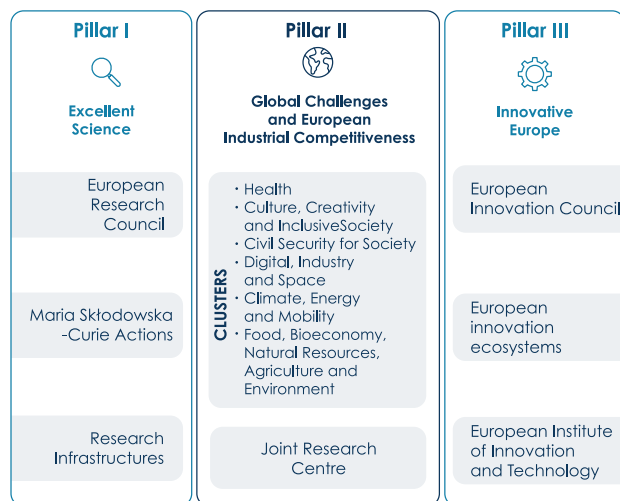 Pillar I
Excellent
Science
European
Research
Council
Maria Skłodowska
-Curie Actions
Research
Infrastructures
Pillar II
Global Challenges
and European
Industrial Competitiveness
CLUSTERS
· Health
· Culture, Creativity
and InclusiveSociety
· Civil Security for Society
· Digital, Industry
and Space
· Climate, Energy
and Mobility
· Food, Bioeconomy,
Natural Resources,
Agriculture and
Environment
Joint Research
Centre
Pillar III
Innovative
Europe
European
Innovation Council
European
innovation
ecosystems
European Institute
of Innovation
and Technology